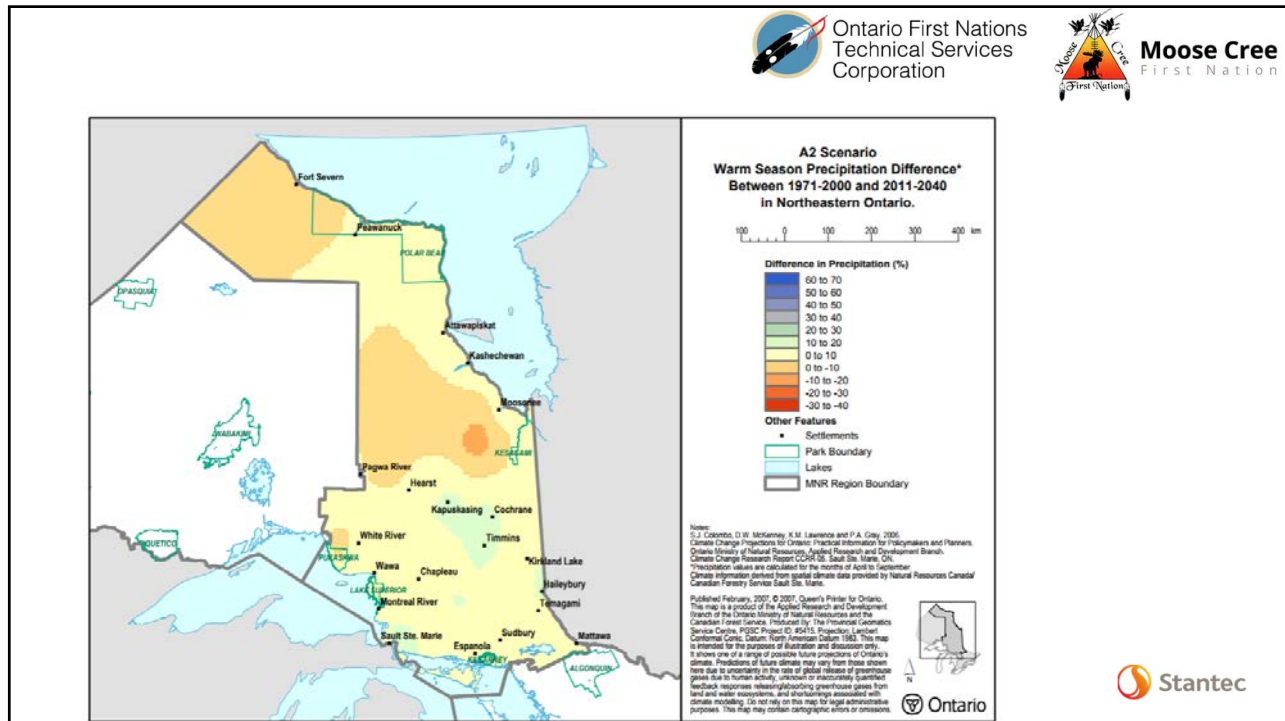 Ontario First Nations
Technical Services
Corporation
Moose Cree
First Nation
Moose Cree
First Nation
Fort Severn
Peawanuck
POLAR BEAR
OPASQUIA
Attawapiskat
Kashechewan
Moosonee
WABAKIMI
KESAGAMI
Pagwa River
Hearst
Kapuskasing
Cochrane
QUETICO
White River
Timmins
PUKASKWA
Kirkland Lake
Wawa
Chapleau
LAKE SUPERIOR
Haileybury
Montreal River
Temagami
Sault Ste. Marie
Sudbury
Mattawa
Espanola
KILLARNEY
ALGONQUIN
A2 Scenario
Warm Season Precipitation Difference*
Between 1971-2000 and 2011-2040
in Northeastern Ontario.
100 0 100 200 300 400 km
Difference in Precipitation (%)
60 to 70
50 to 60
40 to 50
30 to 40
20 to 30
10 to 20
0 to 10
0 to -10
-10 to -20
-20 to -30
-30 to -40
Other Features
Settlements
Park Boundary
Lakes
MNR Region Boundary
Notes:
S.J. Colombo, D.W. McKenney, K.M. Lawrence and P.A. Gray. 2006.
Climate Change Projections for Ontario: Practical Information for Policymakers and Planners.
Ontario Ministry of Natural Resources, Applied Research and Development Branch.
Climate Change Research Report CCRR-05. Sault Ste. Marie, ON.
*Precipitation values are calculated for the months of April to September.
Climate information derived from spatial climate data provided by Natural Resources Canada/
Canadian Forestry Service Sault Ste. Marie.
Published February, 2007, © 2007, Queen's Printer for Ontario.
This map is a product of the Applied Research and Development
Branch of the Ontario Ministry of Natural Resources and the
Canadian Forest Service. Produced By: The Provincial Geomatics
Service Centre, PGSC Project ID: #5415, Projection: Lambert
Conformal Conic, Datum: North American Datum 1983. This map
is intended for the purposes of illustration and discussion only.
It shows one of a range of possible future projections of Ontario's
climate. Predictions of future climate may vary from those shown
here due to uncertainty in the rate of global release of greenhouse
gases due to human activity, unknown or inaccurately quantified
feedback responses releasing/absorbing greenhouse gases from
land and water ecosystems, and shortcomings associated with
climate modelling. Do not rely on this map for legal administrative
purposes. This map may contain cartographic errors or omissions.
N
Ontario
Stantec